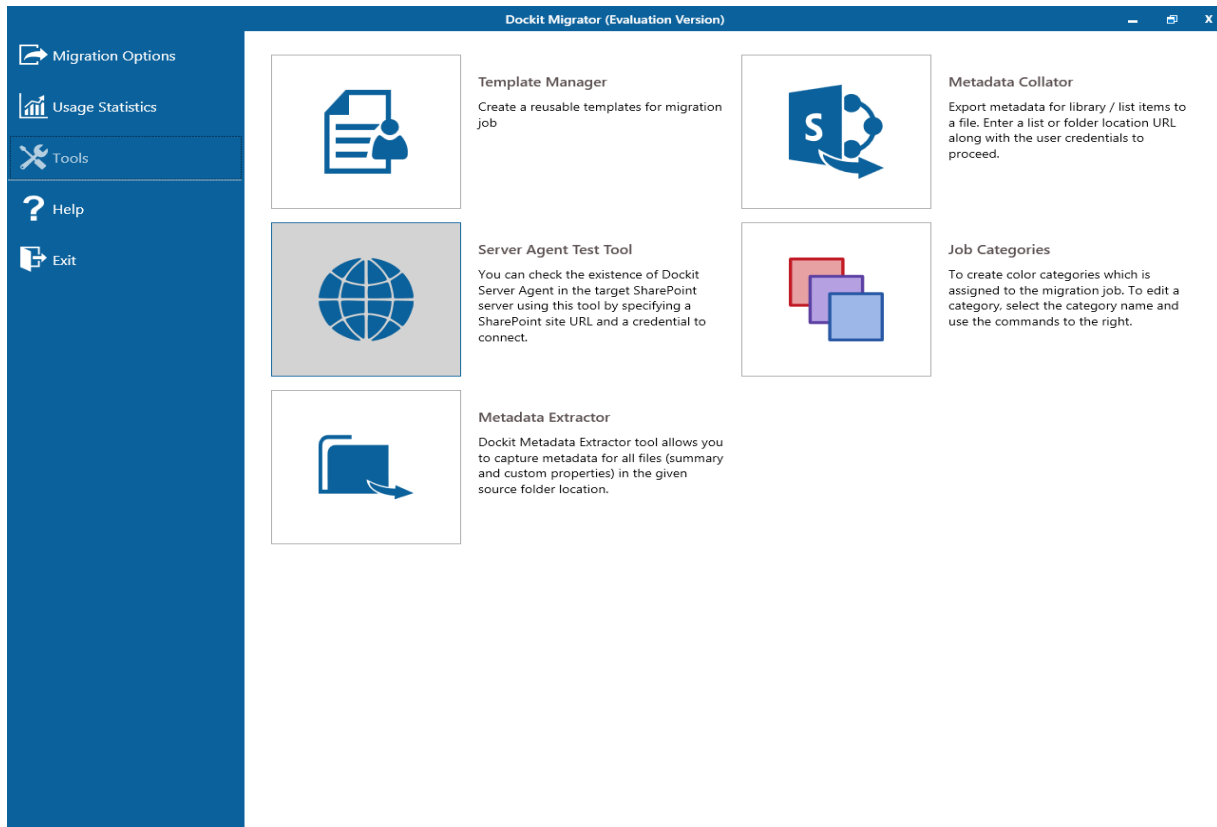 Dockit Migrator (Evaluation Version)
Migration Options
Usage Statistics
Tools
Help
Exit
Template Manager
Create a reusable templates for migration
job
Metadata Collator
Export metadata for library / list items to
a file. Enter a list or folder location URL
along with the user credentials to
proceed.
Server Agent Test Tool
You can check the existence of Dockit
Server Agent in the target SharePoint
server using this tool by specifying a
SharePoint site URL and a credential to
connect.
Job Categories
To create color categories which is
assigned to the migration job. To edit a
category, select the category name and
use the commands to the right.
Metadata Extractor
Dockit Metadata Extractor tool allows you
to capture metadata for all files (summary
and custom properties) in the given
source folder location.